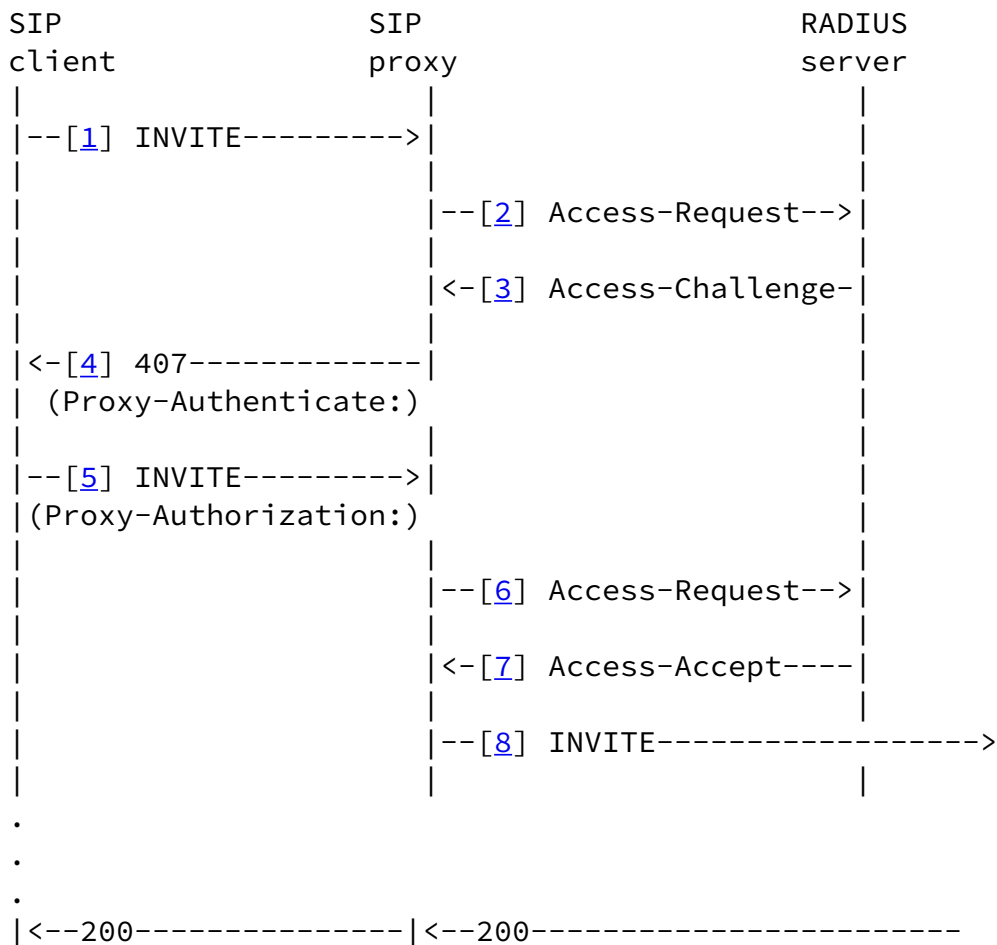 SIP                 SIP                     RADIUS
client              proxy                   server
|                      |                       |
|--[1] INVITE--------->|                       |
|                      |                       |
|                      |--[2] Access-Request-->|
|                      |                       |
|                      |<-[3] Access-Challenge-|
|                      |                       |
|<-[4] 407-------------|                       |
| (Proxy-Authenticate:)                        |
|                      |                       |
|--[5] INVITE--------->|                       |
|(Proxy-Authorization:)                        |
|                      |                       |
|                      |--[6] Access-Request-->|
|                      |                       |
|                      |<-[7] Access-Accept----|
|                      |                       |
|                      |--[8] INVITE------------------>
|                      |                       |
.
.
.
|<--200---------------|<--200------------------------